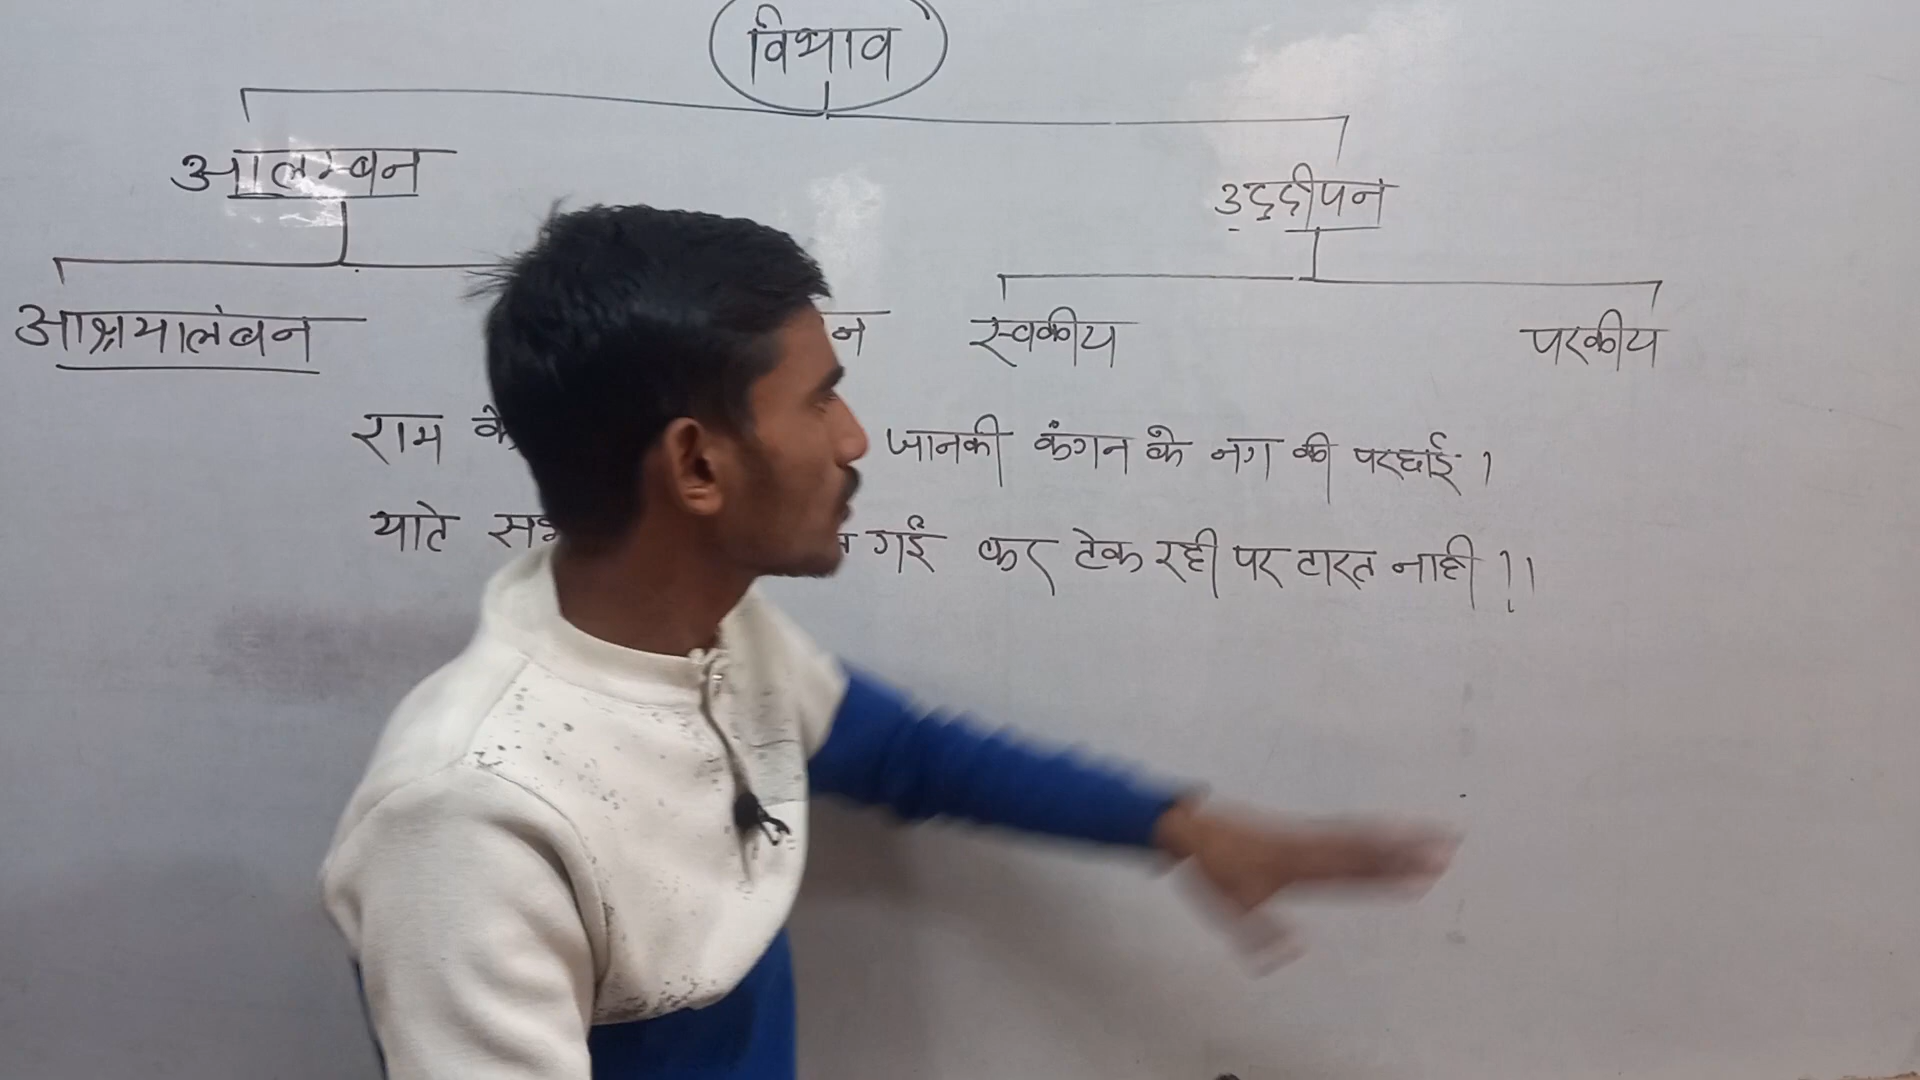 विभाव
आलम्बन
उद्दीपन
आश्रयालंबन न स्वकीय परकीय
राम के जानकी कंगन के नग की परछाई ।
याते गई कर टेक रही पर टारत नाही ।।